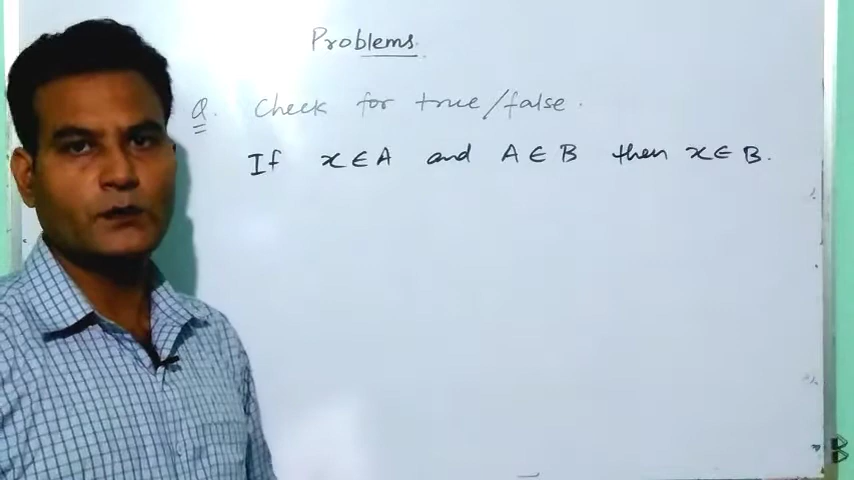 Problems.
Q. Check for true/false.
If x ∈ A and A ∈ B then x ∈ B.